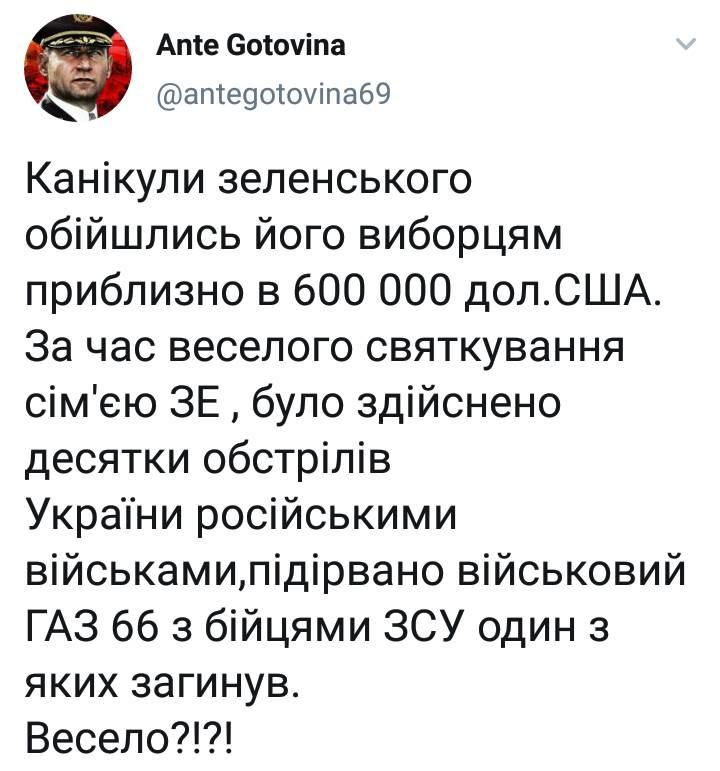 Ante Gotovina
@antegotovina69
Канікули зеленського
обійшлись його виборцям
приблизно в 600 000 дол.США.
За час веселого святкування
сім'єю ЗЕ , було здійснено
десятки обстрілів
України російськими
військами,підірвано військовий
ГАЗ 66 з бійцями ЗСУ один з
яких загинув.
Весело?!?!